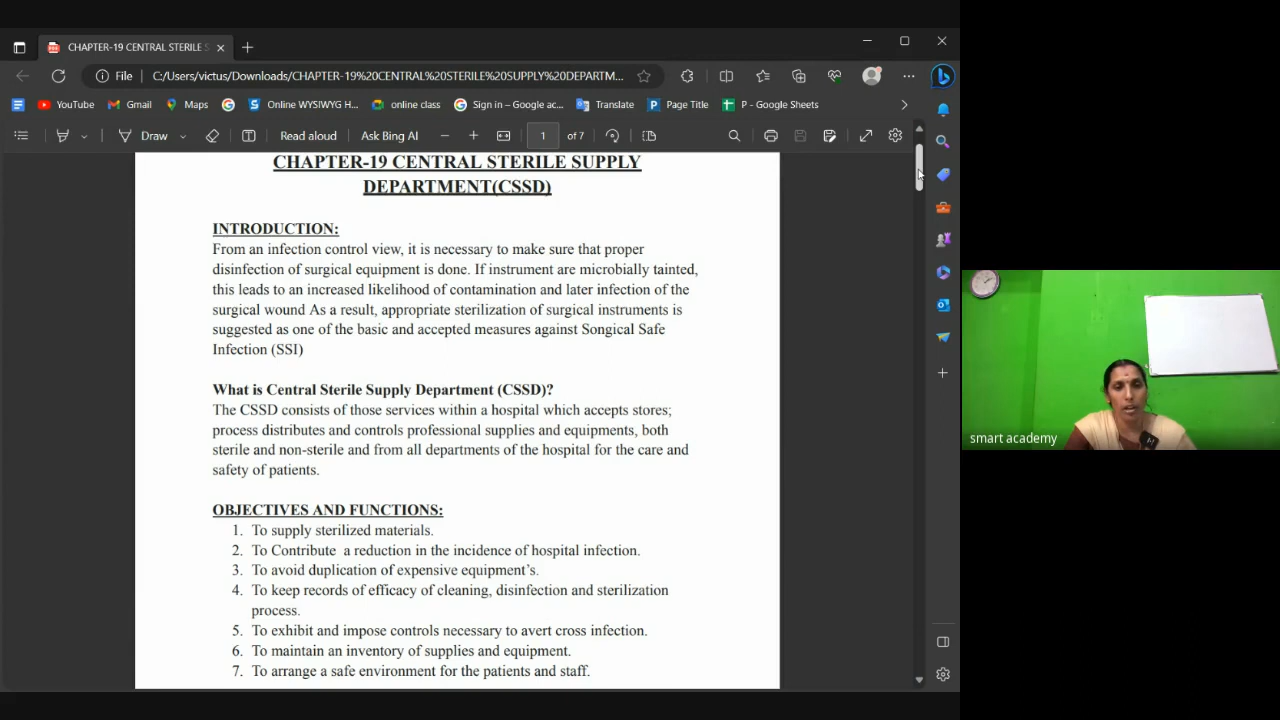 CHAPTER-19 CENTRAL STERILE S
File
C:/Users/victus/Downloads/CHAPTER-19%20CENTRAL%20STERILE%20SUPPLY%20DEPARTM...
YouTube
Gmail
Maps
Online WYSIWYG H...
online class
Sign in – Google ac...
Translate
Page Title
P - Google Sheets
Draw
Read aloud
Ask Bing AI
1 of 7
CHAPTER-19 CENTRAL STERILE SUPPLY
DEPARTMENT(CSSD)
INTRODUCTION:
From an infection control view, it is necessary to make sure that proper
disinfection of surgical equipment is done. If instrument are microbially tainted,
this leads to an increased likelihood of contamination and later infection of the
surgical wound As a result, appropriate sterilization of surgical instruments is
suggested as one of the basic and accepted measures against Songical Safe
Infection (SSI)
What is Central Sterile Supply Department (CSSD)?
The CSSD consists of those services within a hospital which accepts stores;
process distributes and controls professional supplies and equipments, both
sterile and non-sterile and from all departments of the hospital for the care and
safety of patients.
OBJECTIVES AND FUNCTIONS:
1. To supply sterilized materials.
2. To Contribute a reduction in the incidence of hospital infection.
3. To avoid duplication of expensive equipment's.
4. To keep records of efficacy of cleaning, disinfection and sterilization
process.
5. To exhibit and impose controls necessary to avert cross infection.
6. To maintain an inventory of supplies and equipment.
7. To arrange a safe environment for the patients and staff.
smart academy